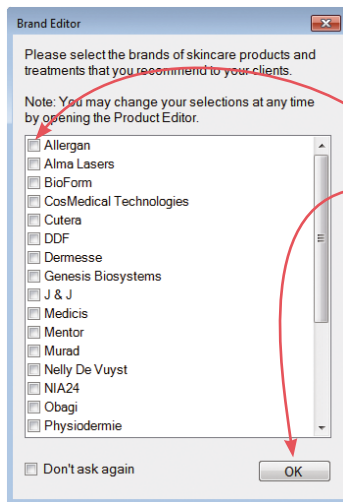 Brand Editor
Please select the brands of skincare products and
treatments that you recommend to your clients.
Note: You may change your selections at any time
by opening the Product Editor.
Allergan
Alma Lasers
BioForm
CosMedical Technologies
Cutera
DDF
Dermesse
Genesis Biosystems
J & J
Medicis
Mentor
Murad
Nelly De Vuyst
NIA24
Obagi
Physiodermie
Don't ask again
OK